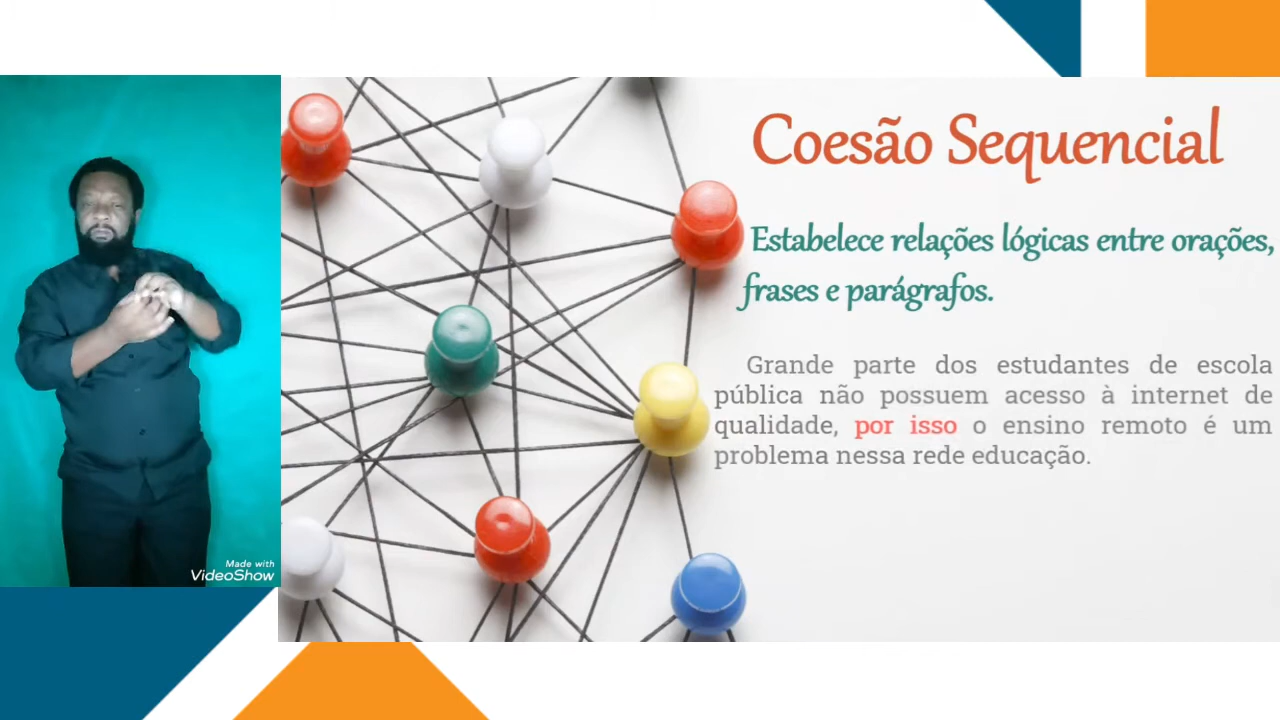 Coesão Sequencial
Estabelece relações lógicas entre orações,
frases e parágrafos.
Grande parte dos estudantes de escola
pública não possuem acesso à internet de
qualidade, por isso o ensino remoto é um
problema nessa rede educação.
Made with
VideoShow